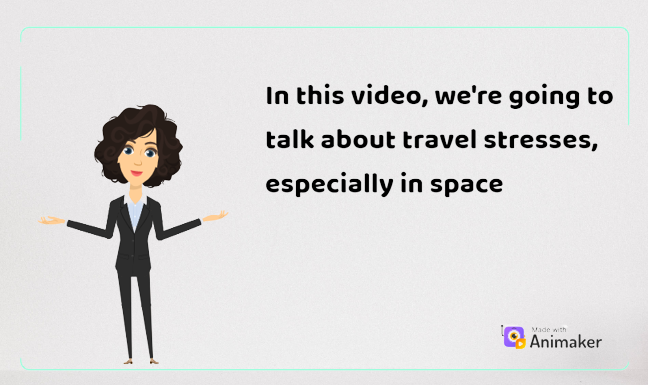 In this video, we're going to
talk about travel stresses,
especially in space
Made with
Animaker